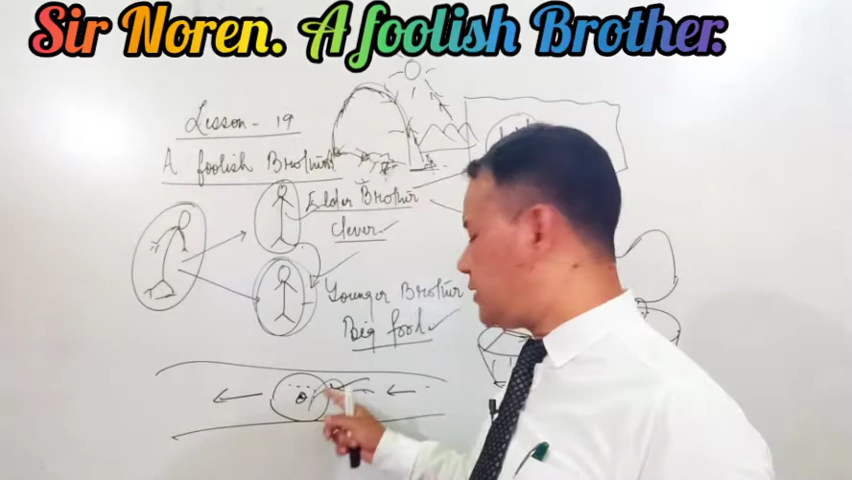 Sir Noren. A foolish Brother.
Lesson - 19
A foolish Brother
Elder Brother
Clever
Younger Brother
Big fool